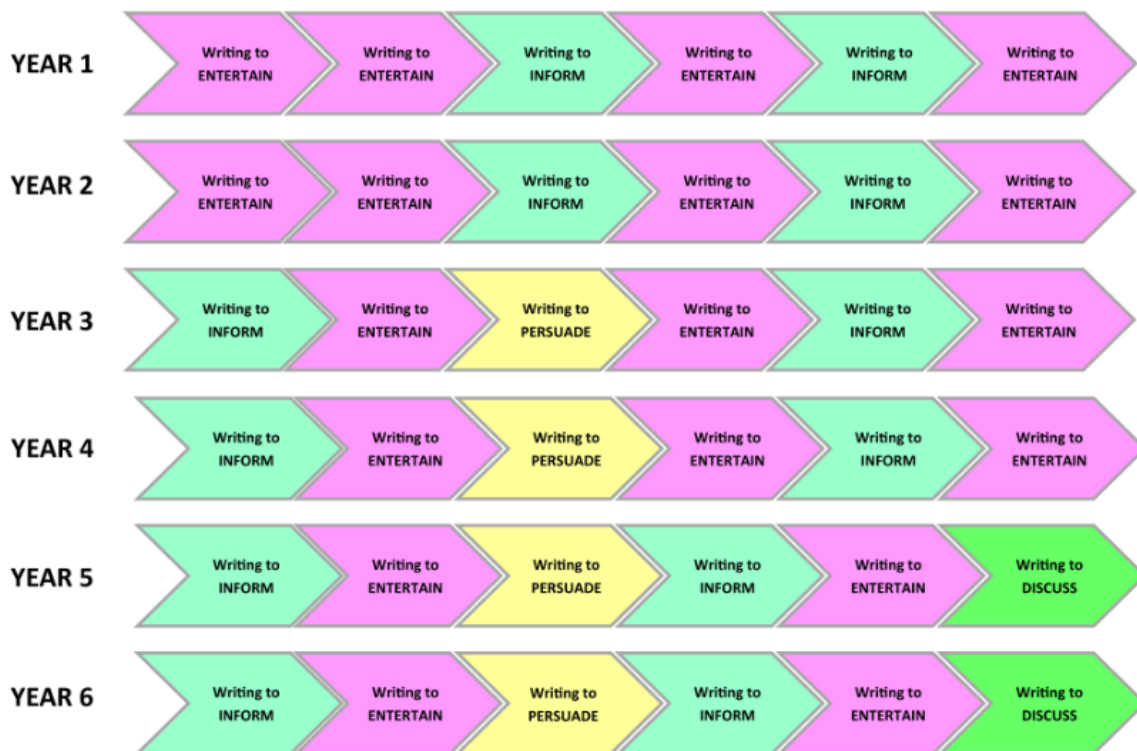 YEAR 1
Writing to
ENTERTAIN
Writing to
ENTERTAIN
Writing to
INFORM
Writing to
ENTERTAIN
Writing to
INFORM
Writing to
ENTERTAIN
YEAR 2
Writing to
ENTERTAIN
Writing to
ENTERTAIN
Writing to
INFORM
Writing to
ENTERTAIN
Writing to
INFORM
Writing to
ENTERTAIN
YEAR 3
Writing to
INFORM
Writing to
ENTERTAIN
Writing to
PERSUADE
Writing to
ENTERTAIN
Writing to
INFORM
Writing to
ENTERTAIN
YEAR 4
Writing to
INFORM
Writing to
ENTERTAIN
Writing to
PERSUADE
Writing to
ENTERTAIN
Writing to
INFORM
Writing to
ENTERTAIN
YEAR 5
Writing to
INFORM
Writing to
ENTERTAIN
Writing to
PERSUADE
Writing to
INFORM
Writing to
ENTERTAIN
Writing to
DISCUSS
YEAR 6
Writing to
INFORM
Writing to
ENTERTAIN
Writing to
PERSUADE
Writing to
INFORM
Writing to
ENTERTAIN
Writing to
DISCUSS